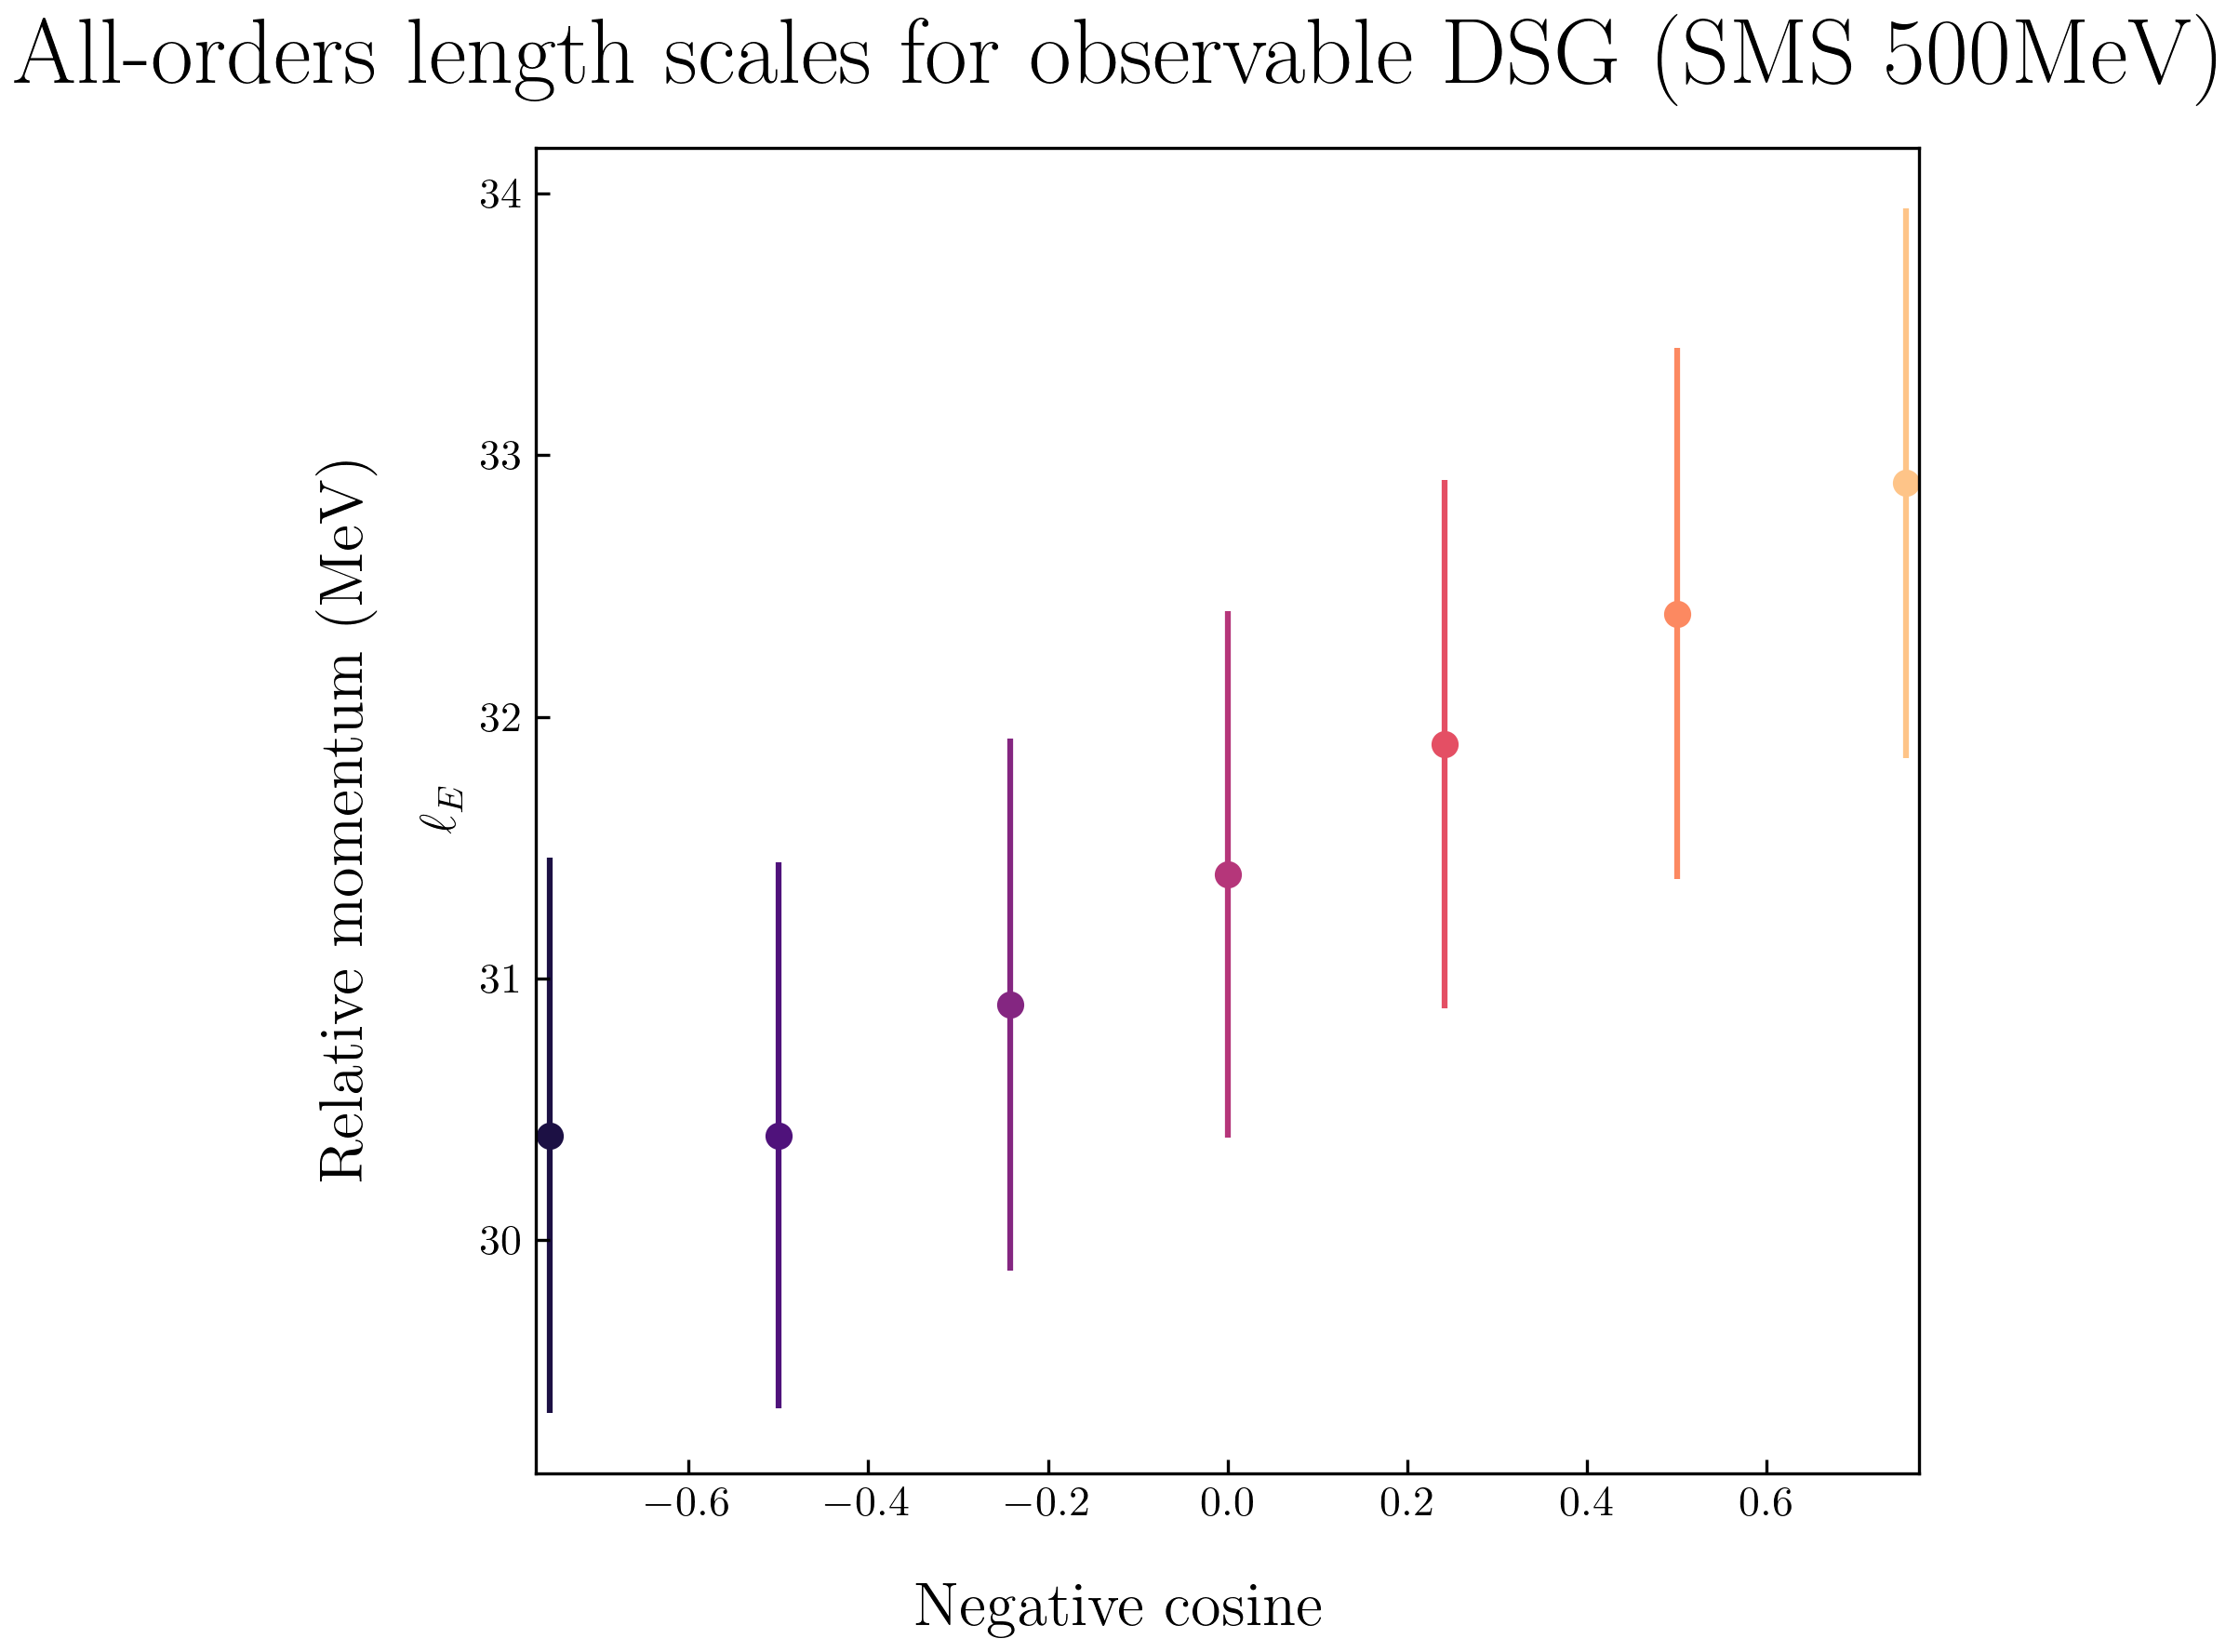 All-orders length scales for observable DSG (SMS 500MeV)
Relative momentum (MeV)
ℓ_E
34
33
32
31
30
−0.6 −0.4 −0.2 0.0 0.2 0.4 0.6
Negative cosine